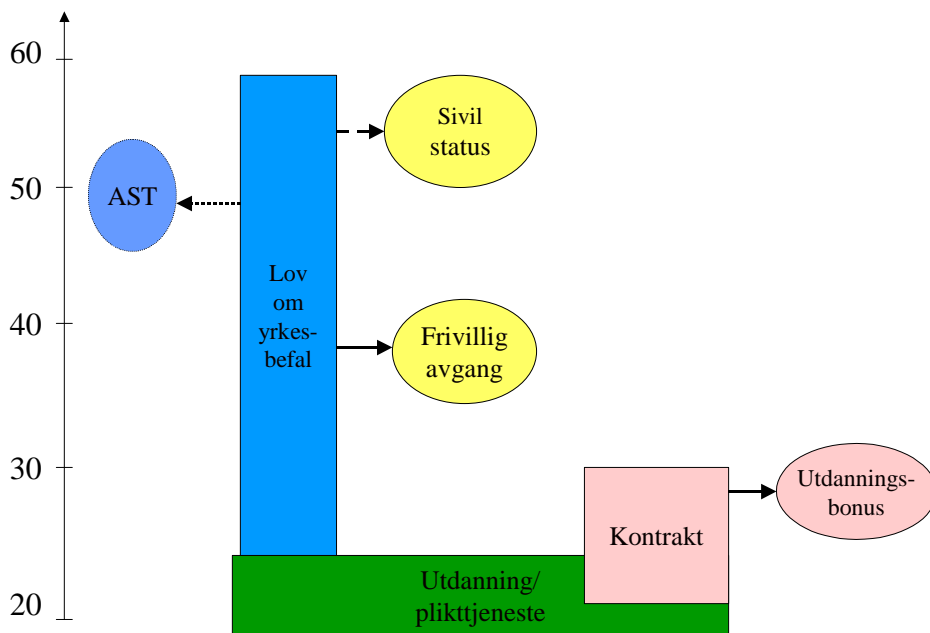 60
50
40
30
20
AST
Lov
om
yrkes-
befal
Sivil
status
Frivillig
avgang
Utdannings-
bonus
Kontrakt
Utdanning/
plikttjeneste